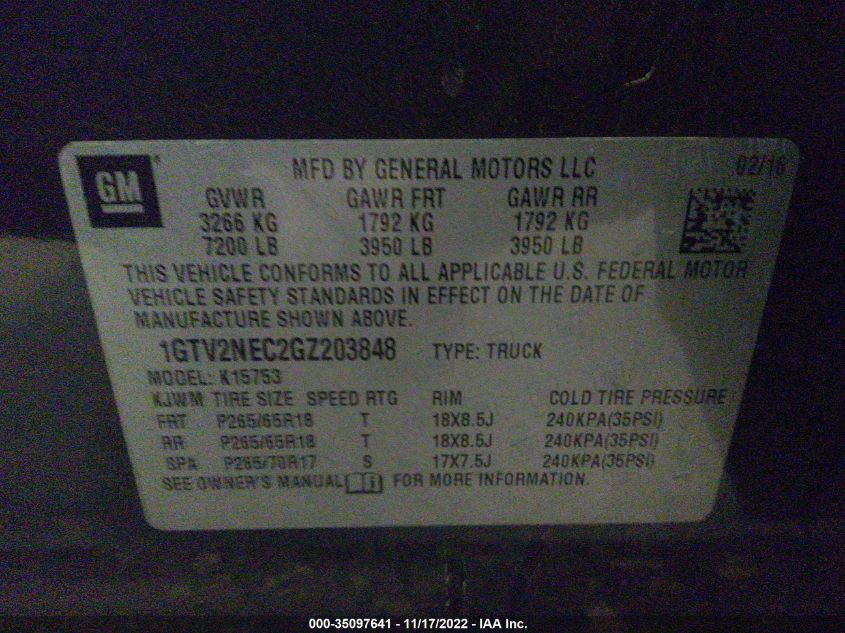 GM®
MFD BY GENERAL MOTORS LLC 02/16
GVWR GAWR FRT GAWR RR
3266 KG 1792 KG 1792 KG
7200 LB 3950 LB 3950 LB
THIS VEHICLE CONFORMS TO ALL APPLICABLE U.S. FEDERAL MOTOR
VEHICLE SAFETY STANDARDS IN EFFECT ON THE DATE OF
MANUFACTURE SHOWN ABOVE.
1GTV2NEC2GZ203848 TYPE: TRUCK
MODEL: K15753
KJWM TIRE SIZE SPEED RTG RIM COLD TIRE PRESSURE
FRT P265/65R18 T 18X8.5J 240KPA(35PSI)
RR P265/65R18 T 18X8.5J 240KPA(35PSI)
SPA P265/70R17 S 17X7.5J 240KPA(35PSI)
SEE OWNER'S MANUAL FOR MORE INFORMATION.
000-35097641 - 11/17/2022 - IAA Inc.